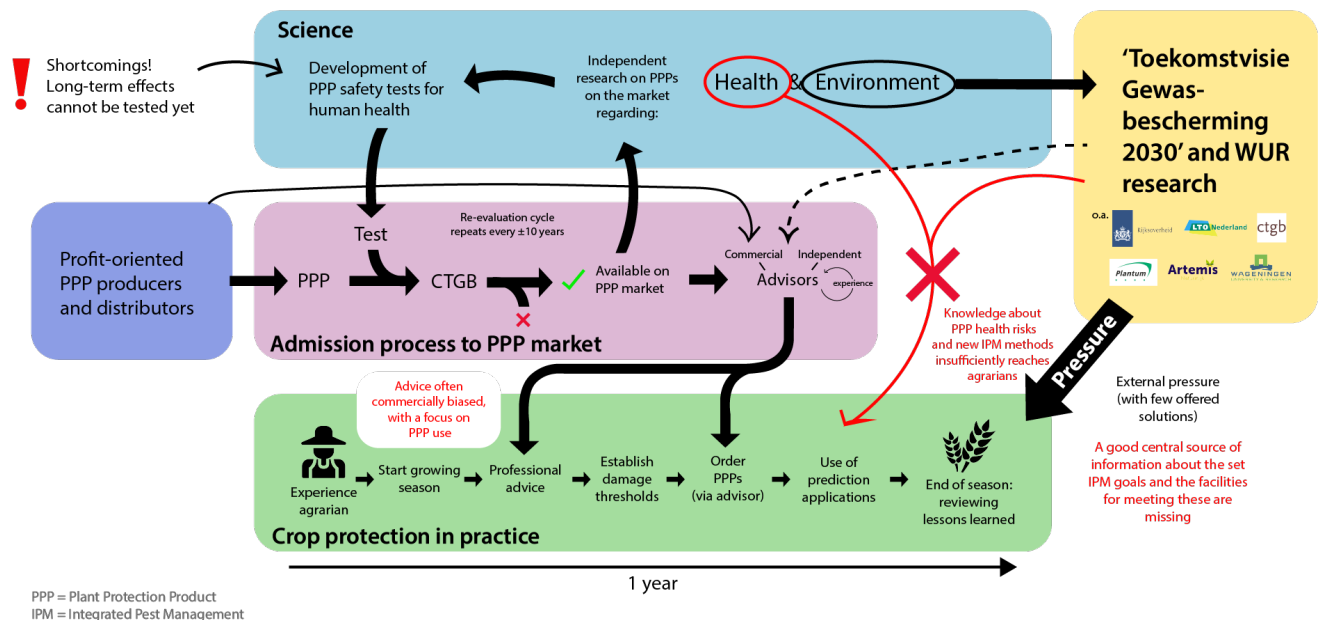 Science
Shortcomings!
Long-term effects
cannot be tested yet
Development of
PPP safety tests for
human health
Independent
research on PPPs
on the market
regarding:
Health & Environment
'Toekomstvisie
Gewas-
bescherming
2030' and WUR
research
o.a.
Rijksoverheid
LTO Nederland
ctgb
Plantum
Artemis
WAGENINGEN
Profit-oriented
PPP producers
and distributors
Test
Re-evaluation cycle
repeats every ±10 years
PPP
CTGB
Available on
PPP market
Commercial
Independent
Advisors
experience
Admission process to PPP market
Knowledge about
PPP health risks
and new IPM methods
insufficiently reaches
agrarians
Pressure
External pressure
(with few offered
solutions)
A good central source of
information about the set
IPM goals and the facilities
for meeting these are
missing
Advice often
commercially biased,
with a focus on
PPP use
Experience
agrarian
Start growing
season
Professional
advice
Establish
damage
thresholds
Order
PPPs
(via advisor)
Use of
prediction
applications
End of season:
reviewing
lessons learned
Crop protection in practice
1 year
PPP = Plant Protection Product
IPM = Integrated Pest Management